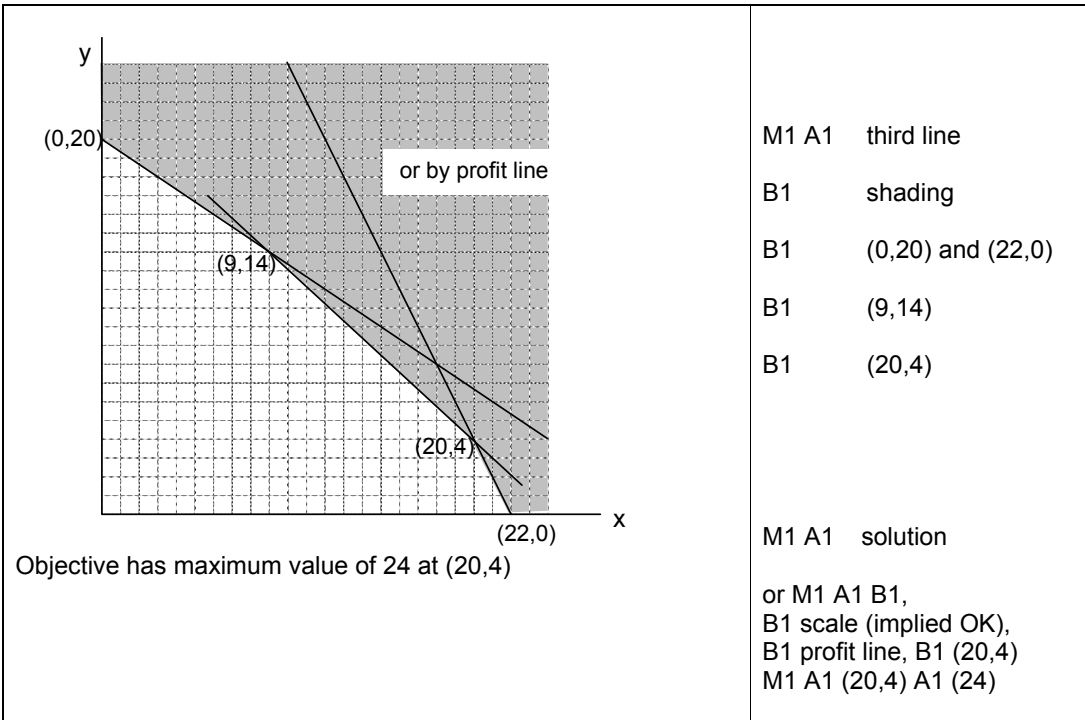 y
(0,20)
or by profit line
(9,14)
(20,4)
x
(22,0)
Objective has maximum value of 24 at (20,4)
M1 A1 third line
B1 shading
B1 (0,20) and (22,0)
B1 (9,14)
B1 (20,4)
M1 A1 solution
or M1 A1 B1,
B1 scale (implied OK),
B1 profit line, B1 (20,4)
M1 A1 (20,4) A1 (24)